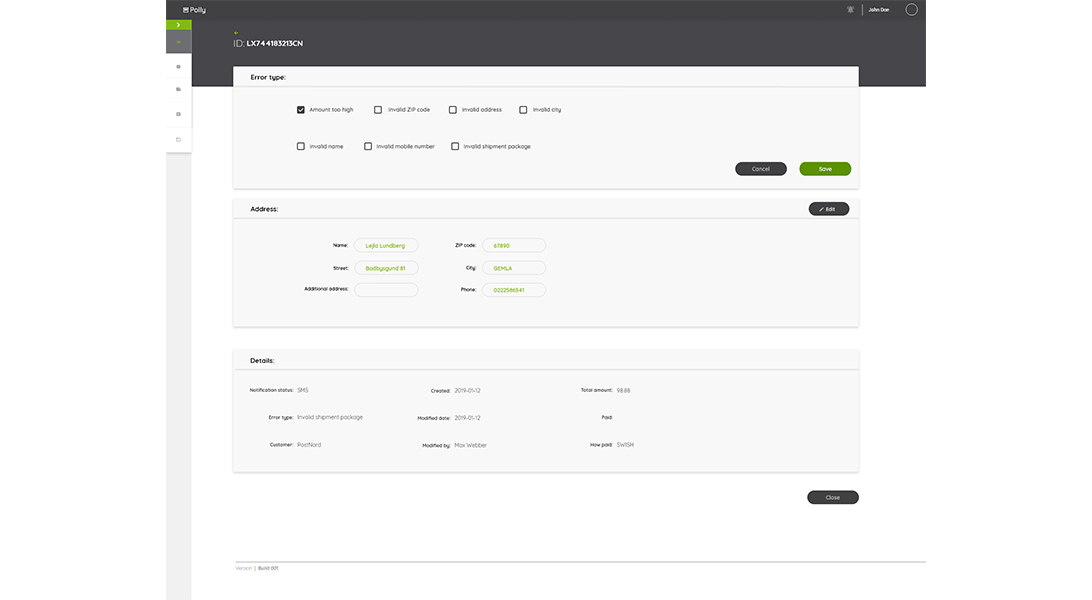 Polly
John Doe
ID: LX74 4183213CN
Error type:
Amount too high
Invalid ZIP code
Invalid address
Invalid city
Invalid name
Invalid mobile number
Invalid shipment package
Cancel
Save
Address:
Edit
Name: Lejla Lundberg
ZIP code: 67890
Street: Bodbysgund 81
City: GEMLA
Additional address:
Phone: 0222586541
Details:
Notification status: SMS
Created: 2019-01-12
Total amount: 98.88
Error type: Invalid shipment package
Modified date: 2019-01-12
Paid:
Customer: PostNord
Modified by: Max Webber
How paid: SWISH
Close
Version | Build 001.